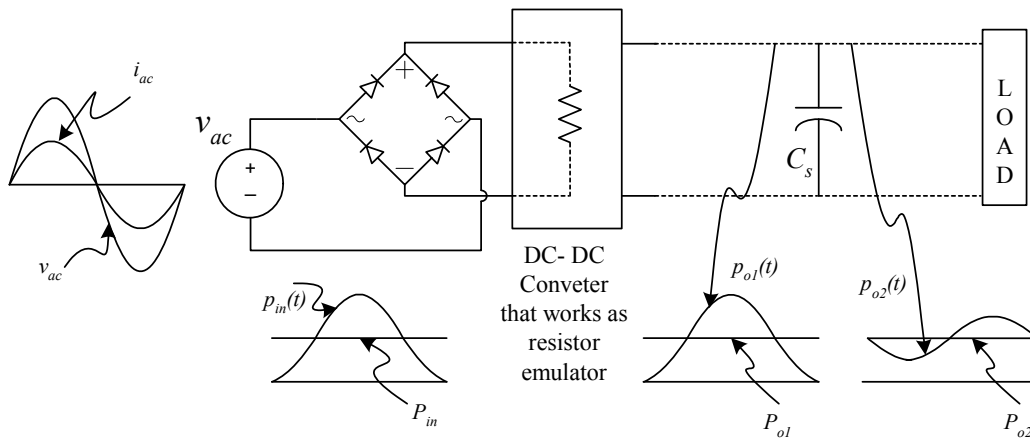 i_ac
v_ac
v_ac
+
−
+
~
~
−
C_s
L
O
A
D
DC- DC
Conveter
that works as
resistor
emulator
p_in(t)
P_in
p_o1(t)
P_o1
p_o2(t)
P_o2